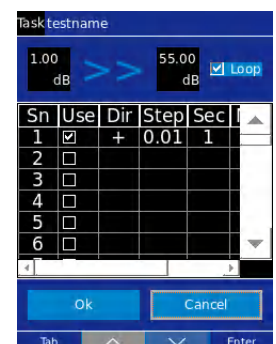 Task testname
1.00 dB >> 55.00 dB Loop
Sn Use Dir Step Sec
1 + 0.01 1
2
3
4
5
6
Ok Cancel
Tab Enter